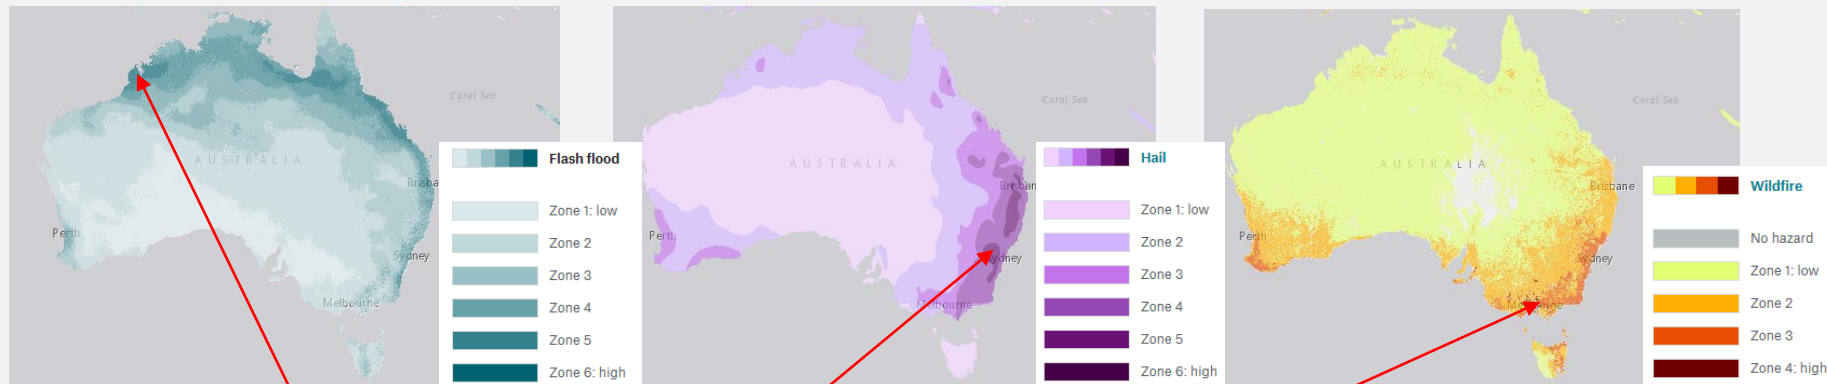 Coral Sea
AUSTRALIA
Brisba
Perth
Sydney
Melbourne
Flash flood
Zone 1: low
Zone 2
Zone 3
Zone 4
Zone 5
Zone 6: high
Coral Sea
AUSTRALIA
Brisban
Perth
Sydney
Melbourne
Hail
Zone 1: low
Zone 2
Zone 3
Zone 4
Zone 5
Zone 6: high
Coral Sea
AUSTRALIA
Brisbane
Perth
Sydney
Melbourne
Wildfire
No hazard
Zone 1: low
Zone 2
Zone 3
Zone 4: high